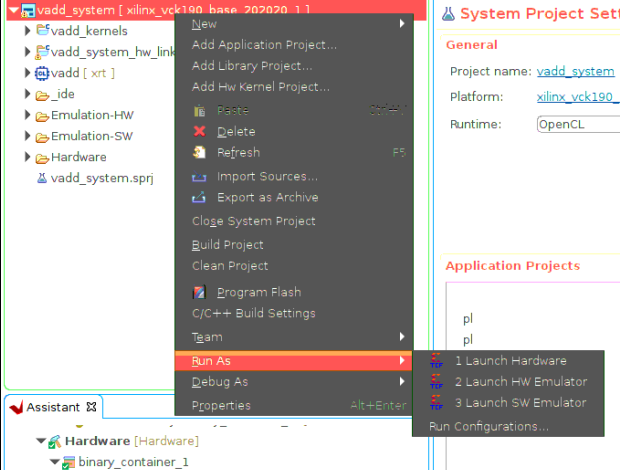 vadd_system [ xilinx_vck190_base_202020_1 ]
vadd_kernels
vadd_system_hw_link
vadd [ xrt ]
_ide
Emulation-HW
Emulation-SW
Hardware
vadd_system.sprj
New
Add Application Project...
Add Library Project...
Add Hw Kernel Project...
Paste
Delete
Refresh F5
Import Sources...
Export as Archive
Close System Project
Build Project
Clean Project
Program Flash
C/C++ Build Settings
Team
Run As
Debug As
Properties Alt+Enter
1 Launch Hardware
2 Launch HW Emulator
3 Launch SW Emulator
Run Configurations...
System Project Sett
General
Project name: vadd_system
Platform: xilinx_vck190_
Runtime: OpenCL
Application Projects
pl
pl
Assistant
Hardware [Hardware]
binary_container_1